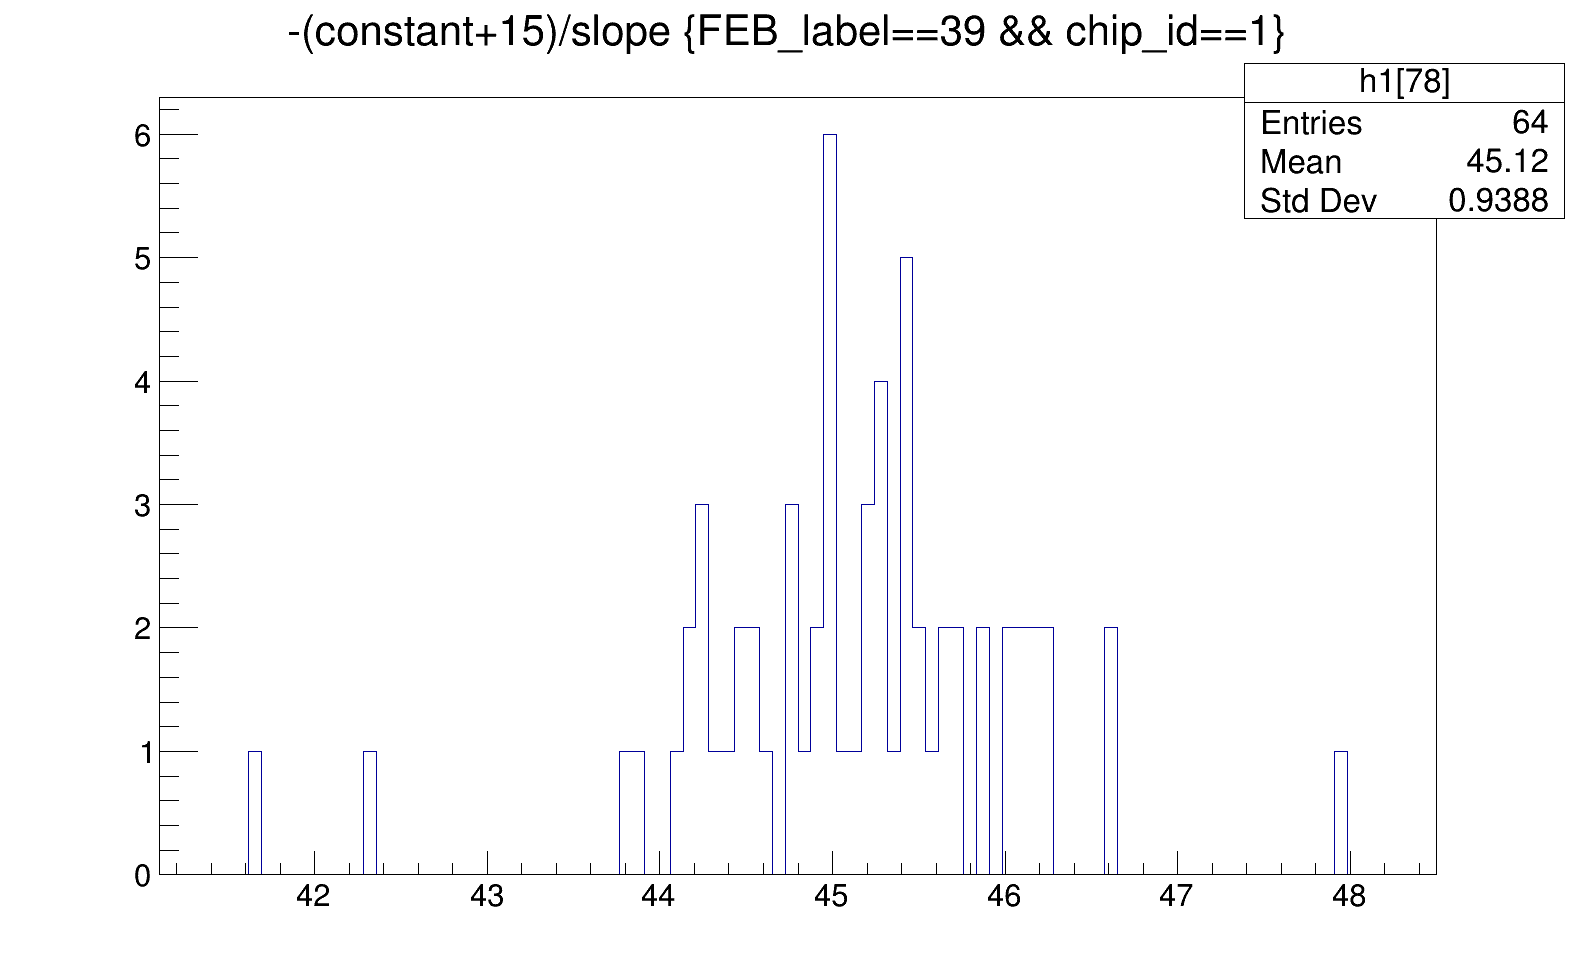 -(constant+15)/slope {FEB_label==39 && chip_id==1}
h1[78]
Entries 64
Mean 45.12
Std Dev 0.9388
6
5
4
3
2
1
0
42 43 44 45 46 47 48